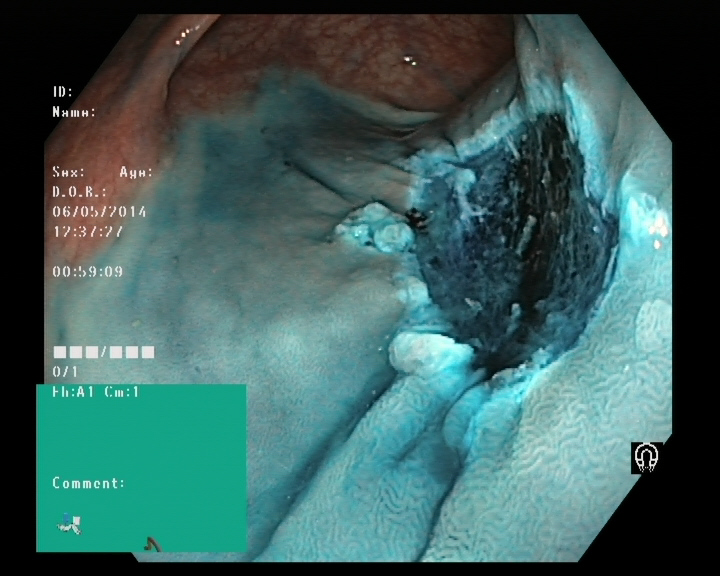 ID:
Name:
Sex: Age:
D.O.B.:
06/05/2014
12:37:27
00:59:09
■■■/■■■
0/1
Eh:A1 Cm:1
Comment: